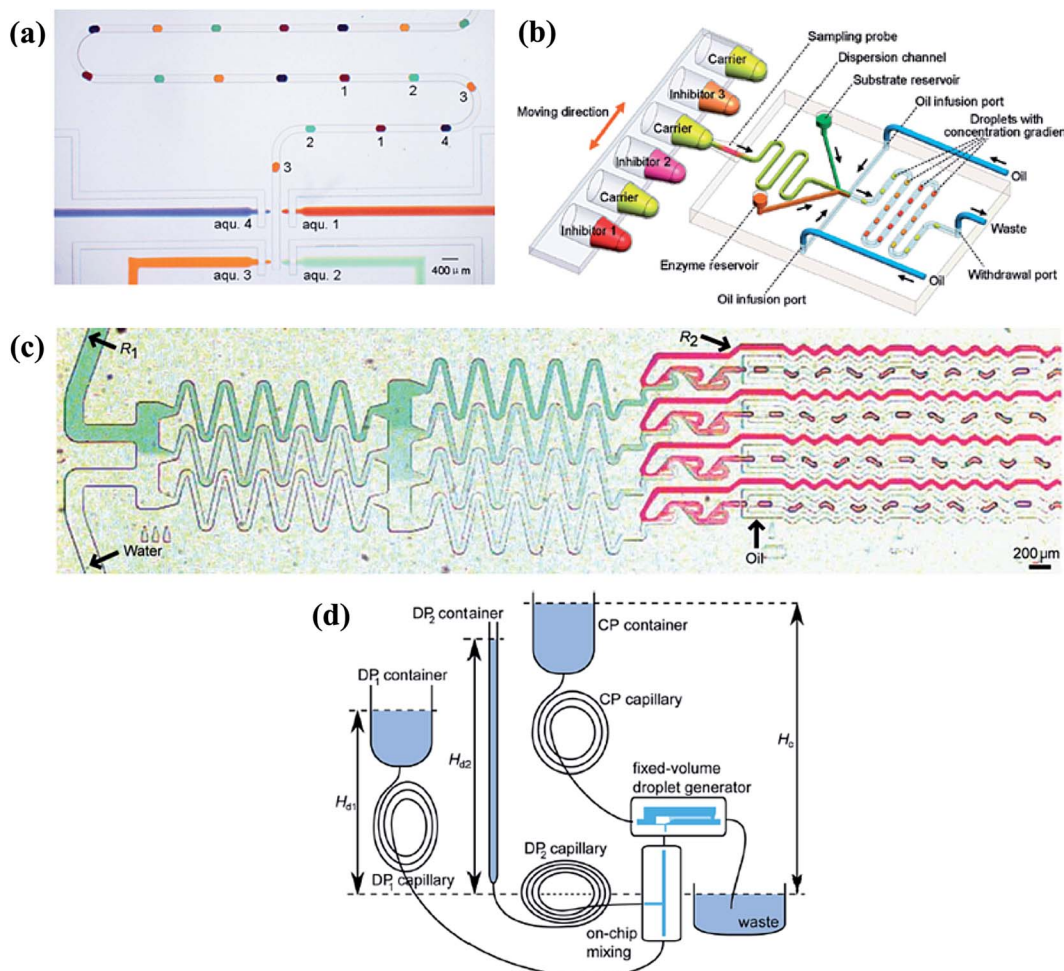 (a)
1
2
3
2
1
4
3
aqu. 4
aqu. 1
aqu. 3
aqu. 2
400 μm
(b)
Sampling probe
Dispersion channel
Substrate reservoir
Oil infusion port
Droplets with
concentration gradien
Carrier
Inhibitor 3
Moving direction
Carrier
Inhibitor 2
Carrier
Inhibitor 1
Oil
Waste
Enzyme reservoir
Withdrawal port
Oil
Oil infusion port
(c)
R1
R2
Water
Oil
200 μm
(d)
DP2 container
CP container
DP1 container
CP capillary
Hc
Hd2
fixed-volume
droplet generator
Hd1
DP2 capillary
DP1 capillary
on-chip
mixing
waste